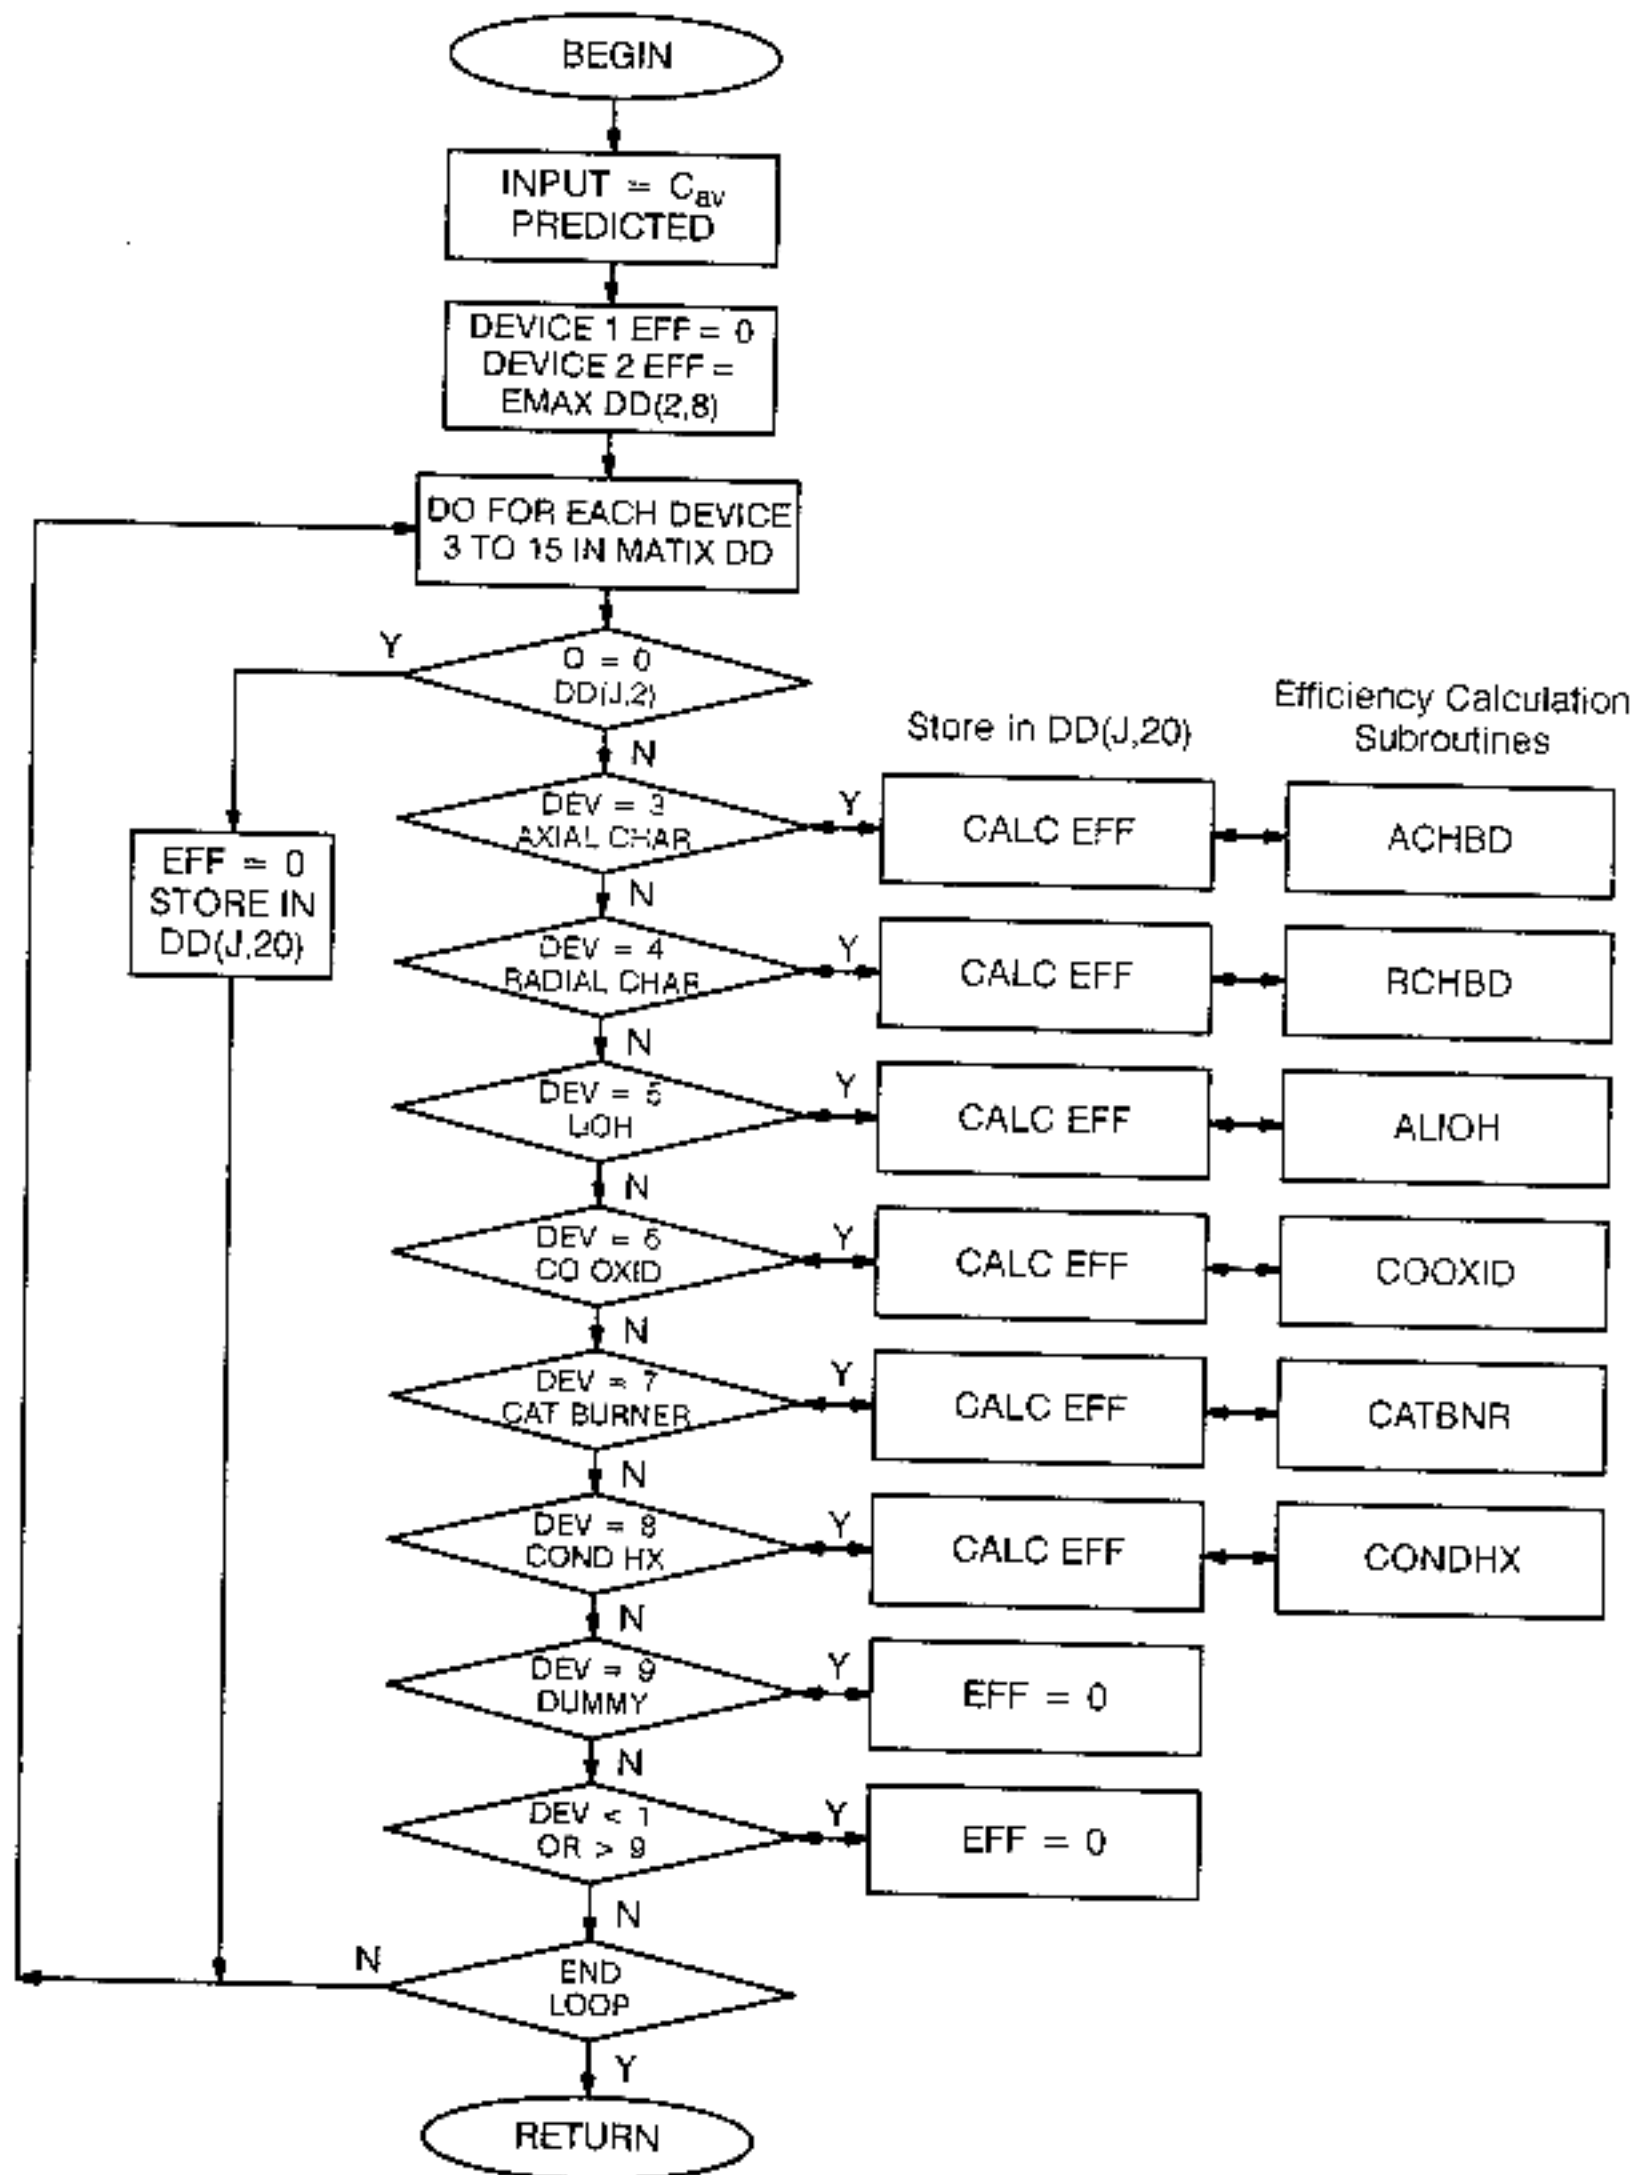 BEGIN
INPUT = Cav
PREDICTED
DEVICE 1 EFF = 0
DEVICE 2 EFF =
EMAX DD(2,8)
DO FOR EACH DEVICE
3 TO 15 IN MATIX DD
Y
Q = 0
DD(J,2)
N
EFF = 0
STORE IN
DD(J,20)
Store in DD(J,20)
Efficiency Calculation
Subroutines
DEV = 3
AXIAL CHAR
Y
CALC EFF
ACHBD
N
DEV = 4
RADIAL CHAR
Y
CALC EFF
RCHBD
N
DEV = 5
LiOH
Y
CALC EFF
ALIOH
N
DEV = 6
CO OXID
Y
CALC EFF
COOXID
N
DEV = 7
CAT BURNER
Y
CALC EFF
CATBNR
N
DEV = 8
COND HX
Y
CALC EFF
CONDHX
N
DEV = 9
DUMMY
Y
EFF = 0
N
DEV < 1
OR > 9
Y
EFF = 0
N
N
END
LOOP
Y
RETURN